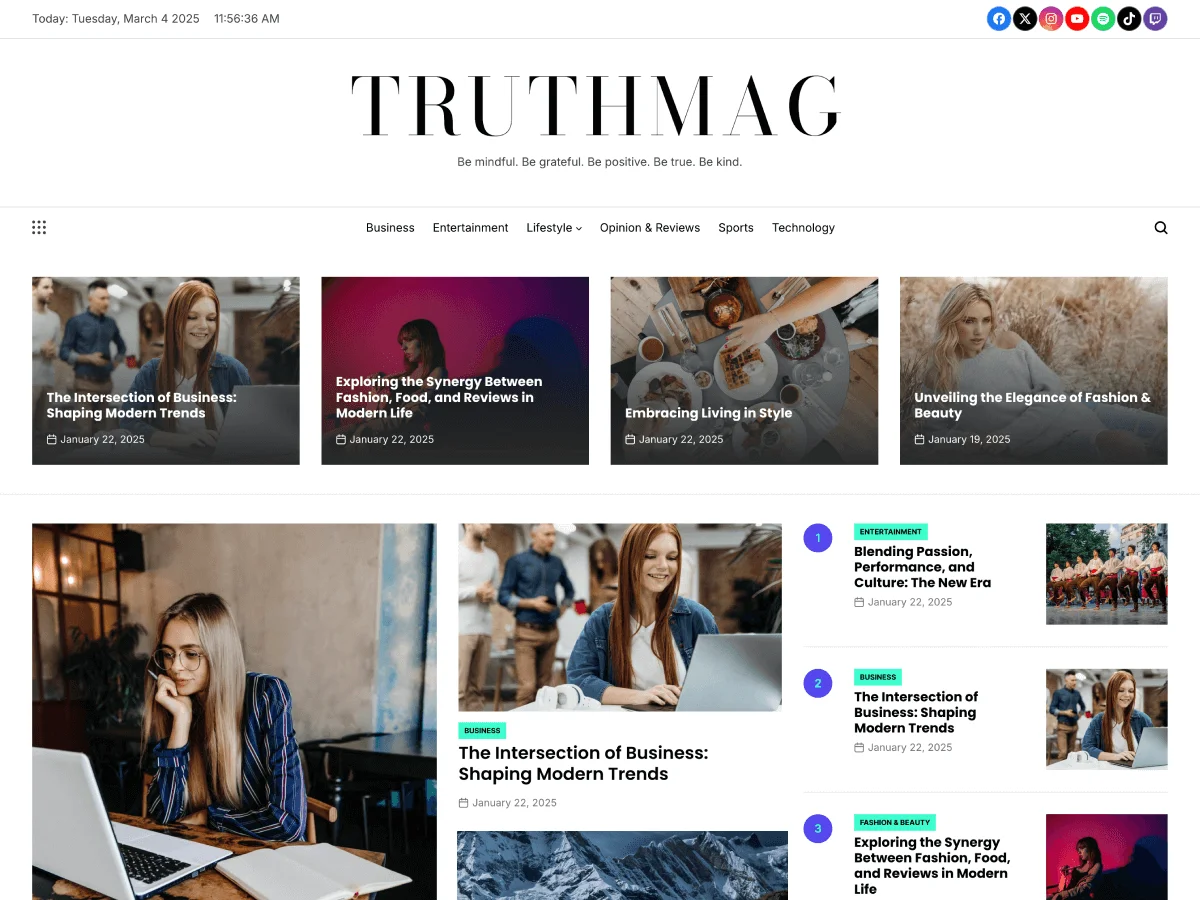 Today: Tuesday, March 4 2025 11:56:36 AM
TRUTHMAG
Be mindful. Be grateful. Be positive. Be true. Be kind.
Business Entertainment Lifestyle Opinion & Reviews Sports Technology
The Intersection of Business:
Shaping Modern Trends
January 22, 2025
Exploring the Synergy Between
Fashion, Food, and Reviews in
Modern Life
January 22, 2025
Embracing Living in Style
January 22, 2025
Unveiling the Elegance of Fashion &
Beauty
January 19, 2025
BUSINESS
The Intersection of Business:
Shaping Modern Trends
January 22, 2025
1
ENTERTAINMENT
Blending Passion,
Performance, and
Culture: The New Era
January 22, 2025
2
BUSINESS
The Intersection of
Business: Shaping
Modern Trends
January 22, 2025
3
FASHION & BEAUTY
Exploring the Synergy
Between Fashion, Food,
and Reviews in Modern
Life